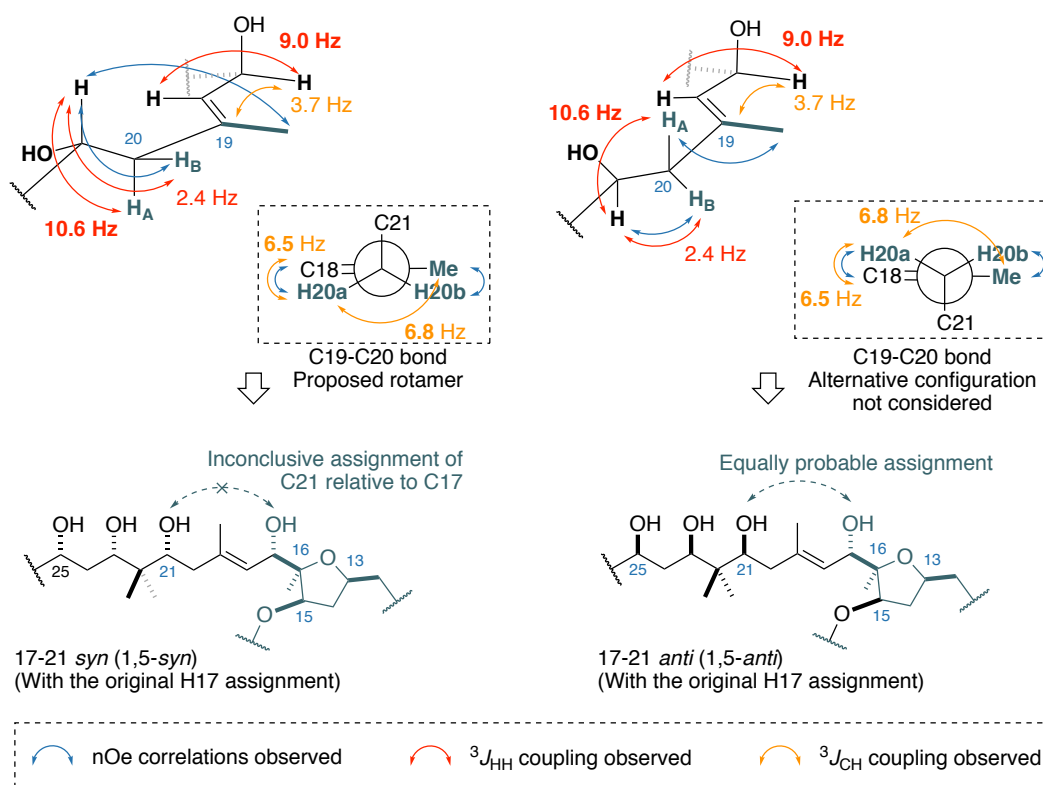 OH
9.0 Hz
H
H
H
3.7 Hz
20
19
HO
H_B
H_A
2.4 Hz
10.6 Hz
C21
6.5 Hz
C18
Me
H20a
H20b
6.8 Hz
C19-C20 bond
Proposed rotamer
OH
9.0 Hz
H
H
3.7 Hz
10.6 Hz
H_A
19
HO
20
H_B
H
2.4 Hz
6.8 Hz
H20a
H20b
C18
Me
6.5 Hz
C21
C19-C20 bond
Alternative configuration
not considered
Inconclusive assignment of
C21 relative to C17
OH
OH
OH
OH
16
O
13
25
21
15
O
17-21 syn (1,5-syn)
(With the original H17 assignment)
Equally probable assignment
OH
OH
OH
OH
16
O
13
25
21
15
O
17-21 anti (1,5-anti)
(With the original H17 assignment)
nOe correlations observed
³J_HH coupling observed
³J_CH coupling observed